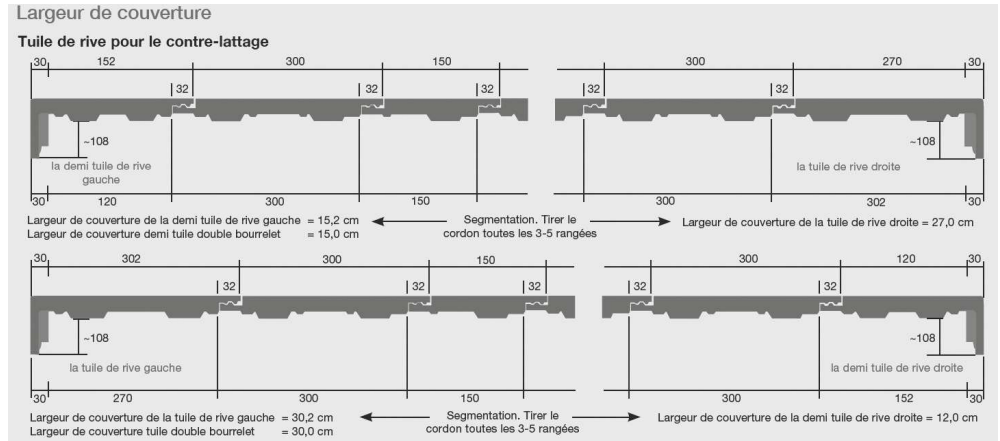 Largeur de couverture
Tuile de rive pour le contre-lattage
30 152 300 150 300 270 30
32 32 32 32 32
~108 ~108
la demi tuile de rive gauche
la tuile de rive droite
30 120 300 150 300 302 30
Largeur de couverture de la demi tuile de rive gauche = 15,2 cm
Largeur de couverture demi tuile double bourrelet = 15,0 cm
Segmentation. Tirer le
cordon toutes les 3-5 rangées
Largeur de couverture de la tuile de rive droite = 27,0 cm
30 302 300 150 300 120 30
32 32 32 32 32
~108 ~108
la tuile de rive gauche
la demi tuile de rive droite
30 270 300 150 300 152 30
Largeur de couverture de la tuile de rive gauche = 30,2 cm
Largeur de couverture tuile double bourrelet = 30,0 cm
Segmentation. Tirer le
cordon toutes les 3-5 rangées
Largeur de couverture de la demi tuile de rive droite = 12,0 cm